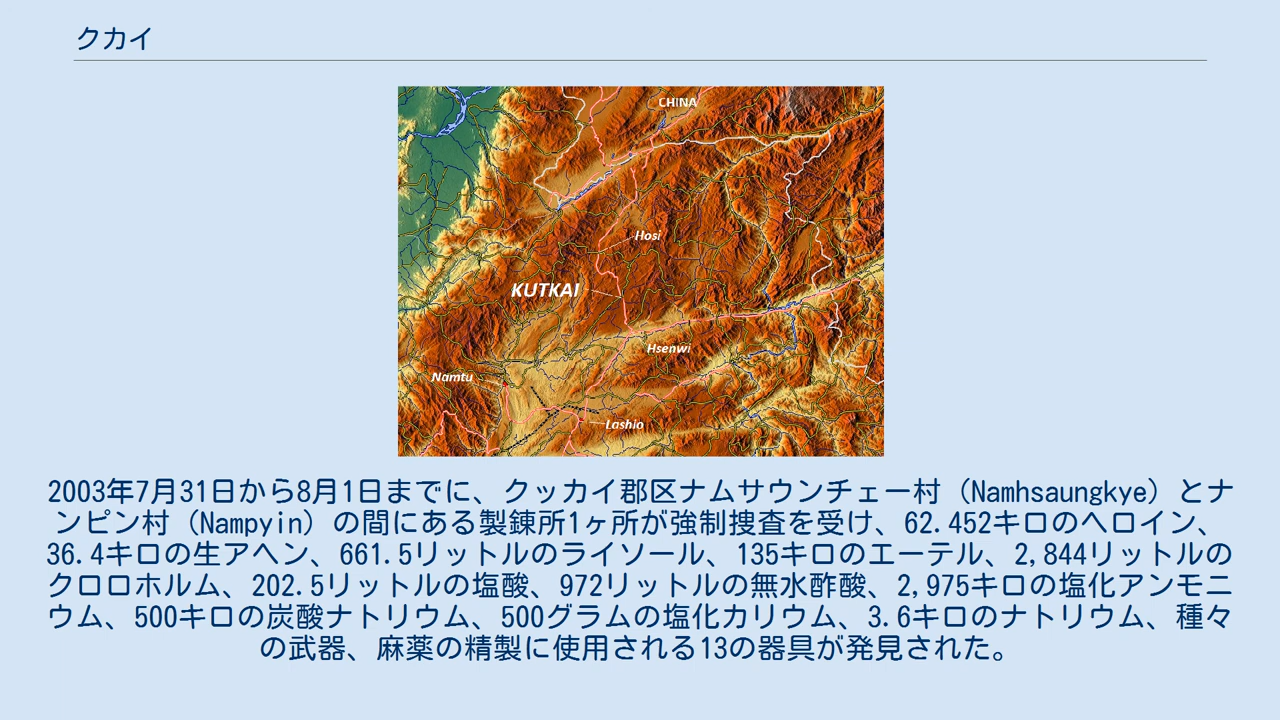 クカイ
CHINA
Hosi
KUTKAI
Hsenwi
Namtu
Lashio
2003年7月31日から8月1日までに、クッカイ郡区ナムサウンチェー村（Namhsaungkye）とナ
ンピン村（Nampyin）の間にある製錬所1ヶ所が強制捜査を受け、62.452キロのヘロイン、
36.4キロの生アヘン、661.5リットルのライソール、135キロのエーテル、2,844リットルの
クロロホルム、202.5リットルの塩酸、972リットルの無水酢酸、2,975キロの塩化アンモニ
ウム、500キロの炭酸ナトリウム、500グラムの塩化カリウム、3.6キロのナトリウム、種々
の武器、麻薬の精製に使用される13の器具が発見された。